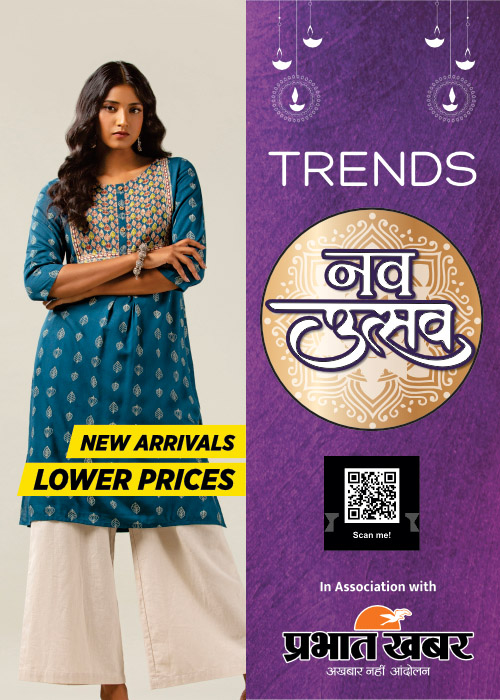 TRENDS
नव
उत्सव
NEW ARRIVALS
LOWER PRICES
Scan me!
In Association with
प्रभात खबर
अखबार नहीं आंदोलन